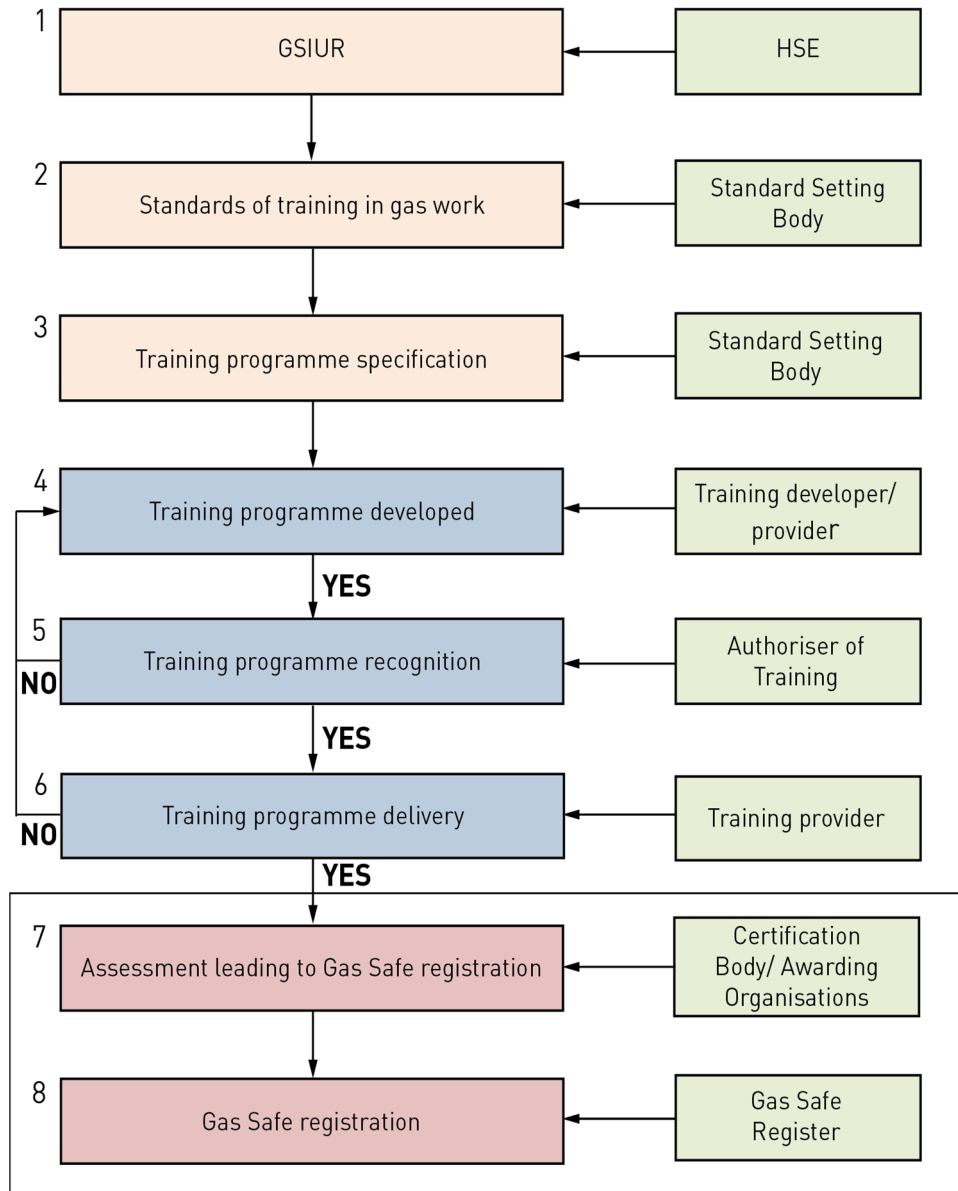 1
GSIUR
HSE
2
Standards of training in gas work
Standard Setting
Body
3
Training programme specification
Standard Setting
Body
4
Training programme developed
Training developer/
provider
YES
5
Training programme recognition
Authoriser of
Training
NO
YES
6
Training programme delivery
Training provider
NO
YES
7
Assessment leading to Gas Safe registration
Certification
Body/ Awarding
Organisations
8
Gas Safe registration
Gas Safe
Register